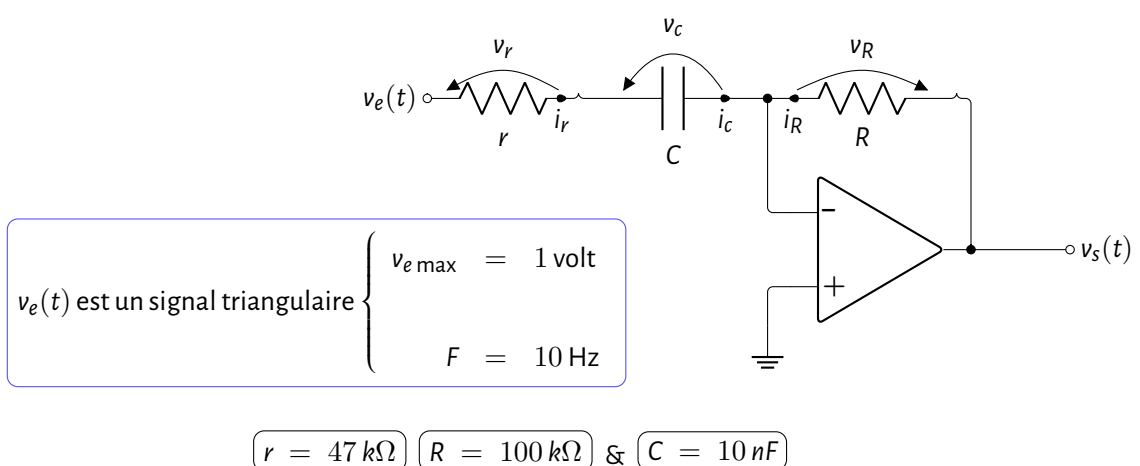 v_r
v_c
v_R
v_e(t)
i_r
i_c
i_R
r
C
R
−
+
v_s(t)
v_e(t) est un signal triangulaire { v_e max = 1 volt
F = 10 Hz
r = 47 kΩ R = 100 kΩ & C = 10 nF